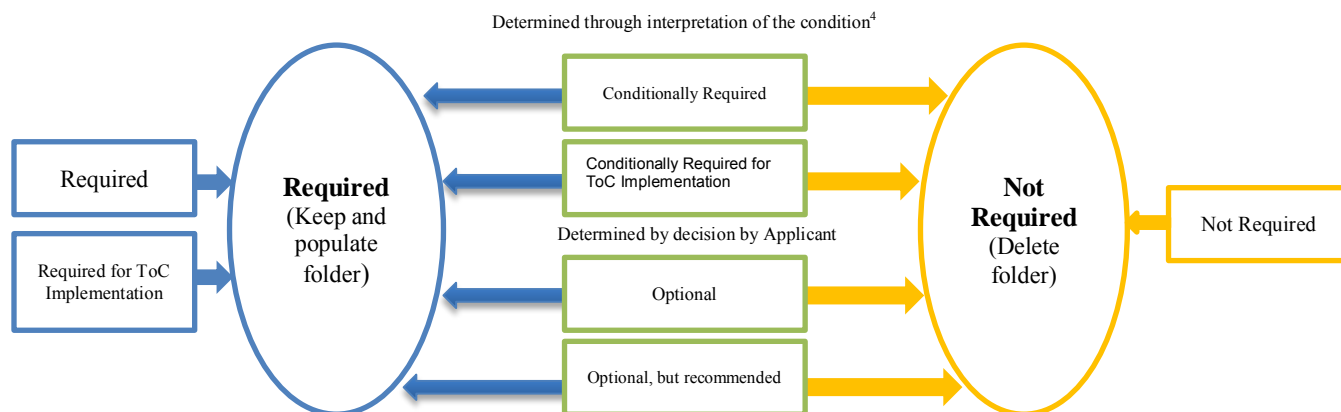 Determined through interpretation of the condition⁴
Conditionally Required
Conditionally Required for
ToC Implementation
Required
Required for ToC
Implementation
Required
(Keep and
populate
folder)
Determined by decision by Applicant
Optional
Optional, but recommended
Not
Required
(Delete
folder)
Not Required